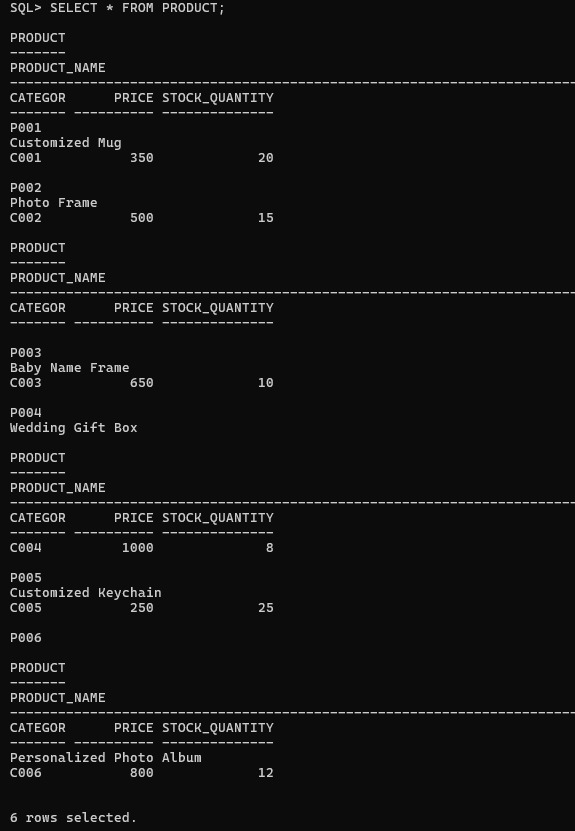 SQL> SELECT * FROM PRODUCT;
PRODUCT
-------
PRODUCT_NAME
--------------------------------------------------------------------------------
CATEGOR      PRICE STOCK_QUANTITY
------- ---------- --------------
P001
Customized Mug
C001           350             20
P002
Photo Frame
C002           500             15
PRODUCT
-------
PRODUCT_NAME
--------------------------------------------------------------------------------
CATEGOR      PRICE STOCK_QUANTITY
------- ---------- --------------
P003
Baby Name Frame
C003           650             10
P004
Wedding Gift Box
PRODUCT
-------
PRODUCT_NAME
--------------------------------------------------------------------------------
CATEGOR      PRICE STOCK_QUANTITY
------- ---------- --------------
C004          1000              8
P005
Customized Keychain
C005           250             25
P006
PRODUCT
-------
PRODUCT_NAME
--------------------------------------------------------------------------------
CATEGOR      PRICE STOCK_QUANTITY
------- ---------- --------------
Personalized Photo Album
C006           800             12
6 rows selected.